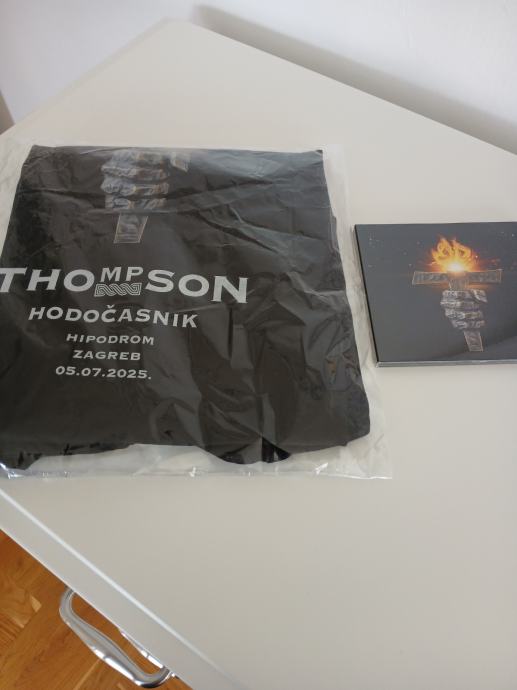 THOMPSON
HODOČASNIK
HIPODROM
ZAGREB
05.07.2025.